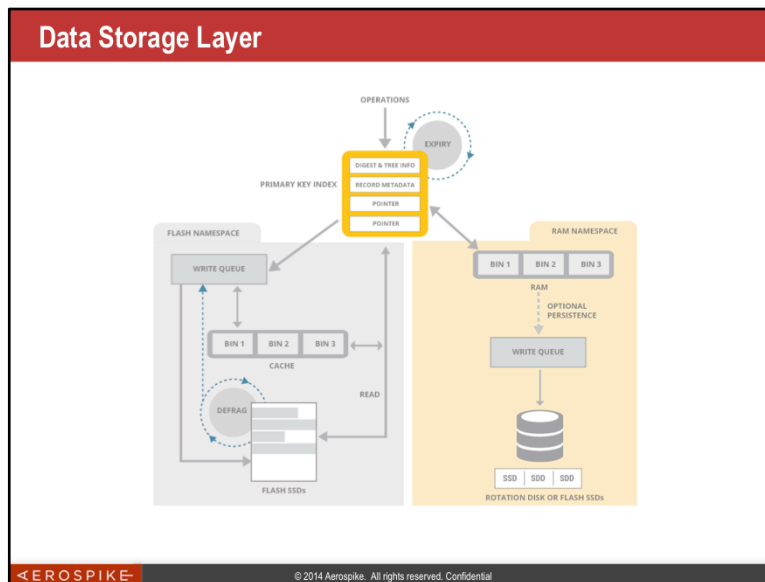 Data Storage Layer
OPERATIONS
EXPIRY
DIGEST & TREE INFO
PRIMARY KEY INDEX
RECORD METADATA
POINTER
POINTER
FLASH NAMESPACE
RAM NAMESPACE
WRITE QUEUE
BIN 1 BIN 2 BIN 3
RAM
OPTIONAL
PERSISTENCE
BIN 1 BIN 2 BIN 3
CACHE
WRITE QUEUE
READ
DEFRAG
FLASH SSDs
SSD SDD SDD
ROTATION DISK OR FLASH SSDs
AEROSPIKE
© 2014 Aerospike. All rights reserved. Confidential